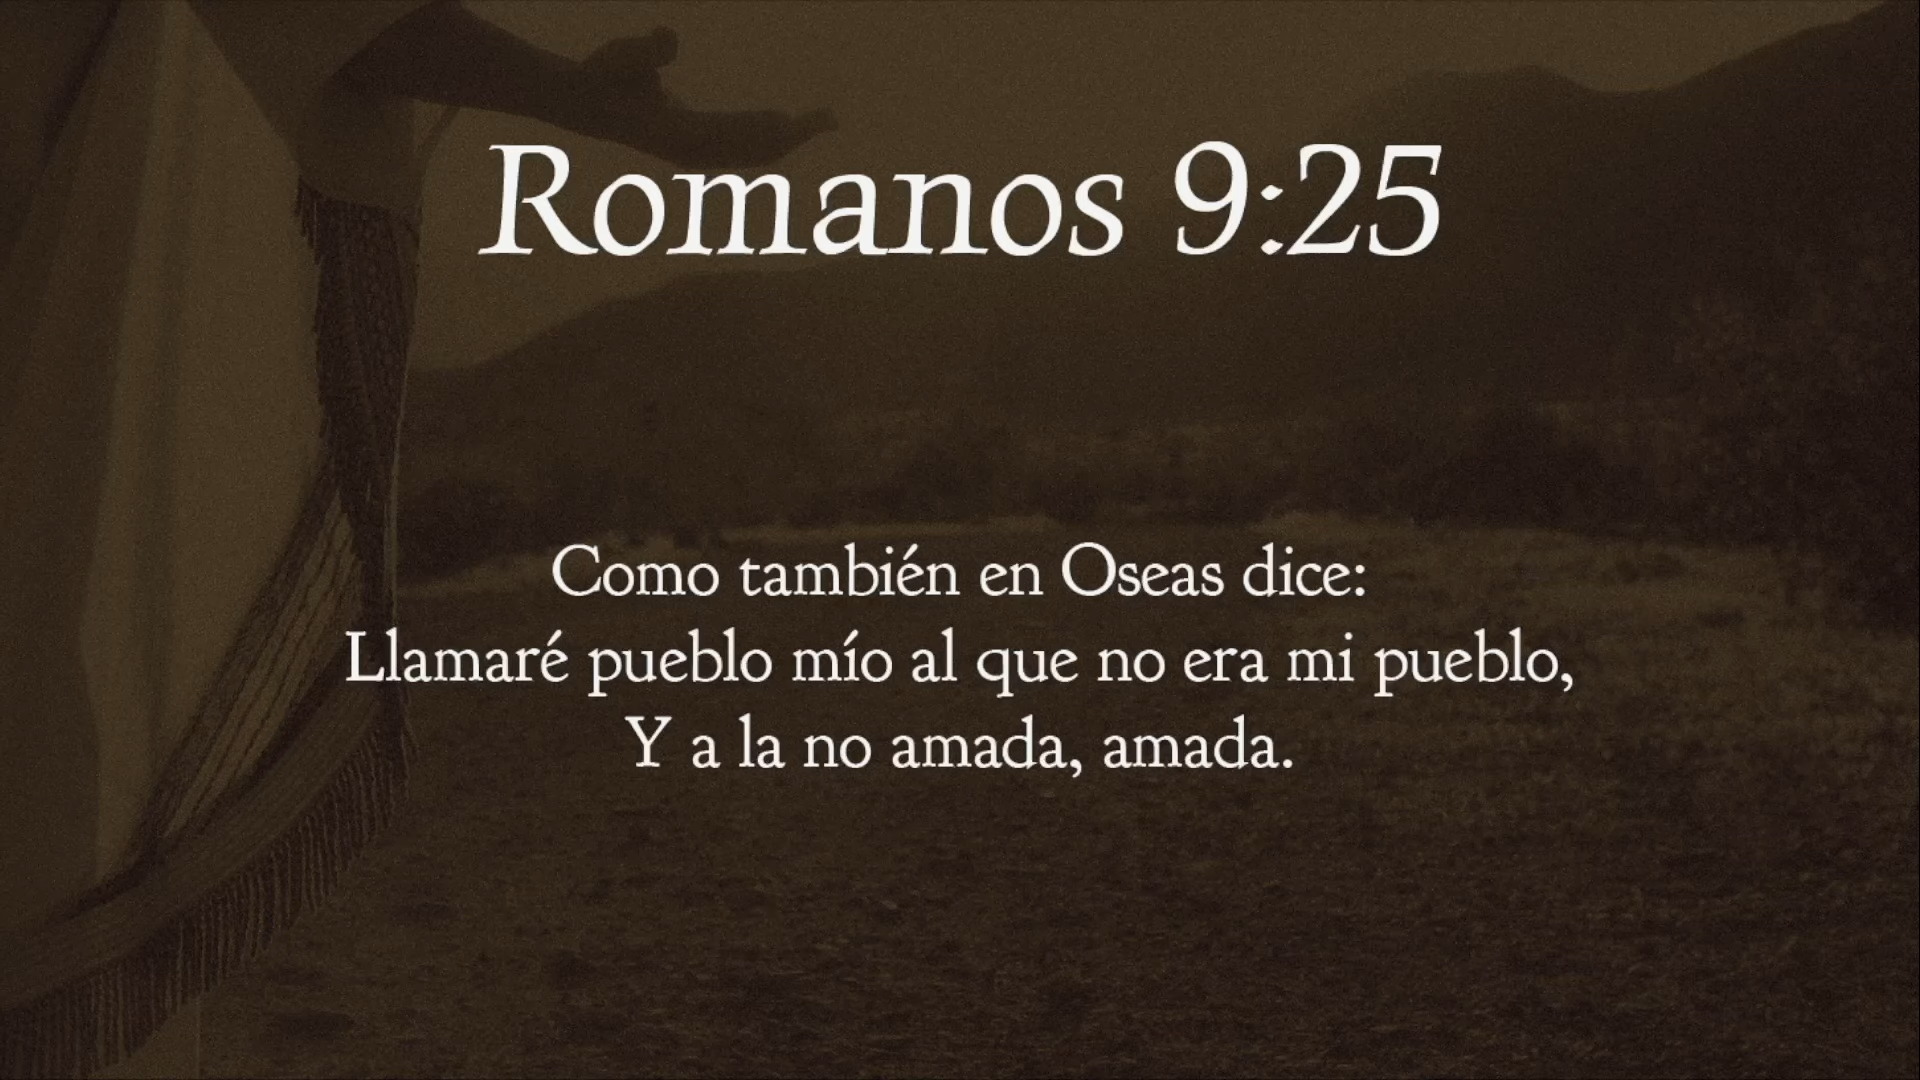 Romanos 9:25
Como también en Oseas dice:
Llamaré pueblo mío al que no era mi pueblo,
Y a la no amada, amada.